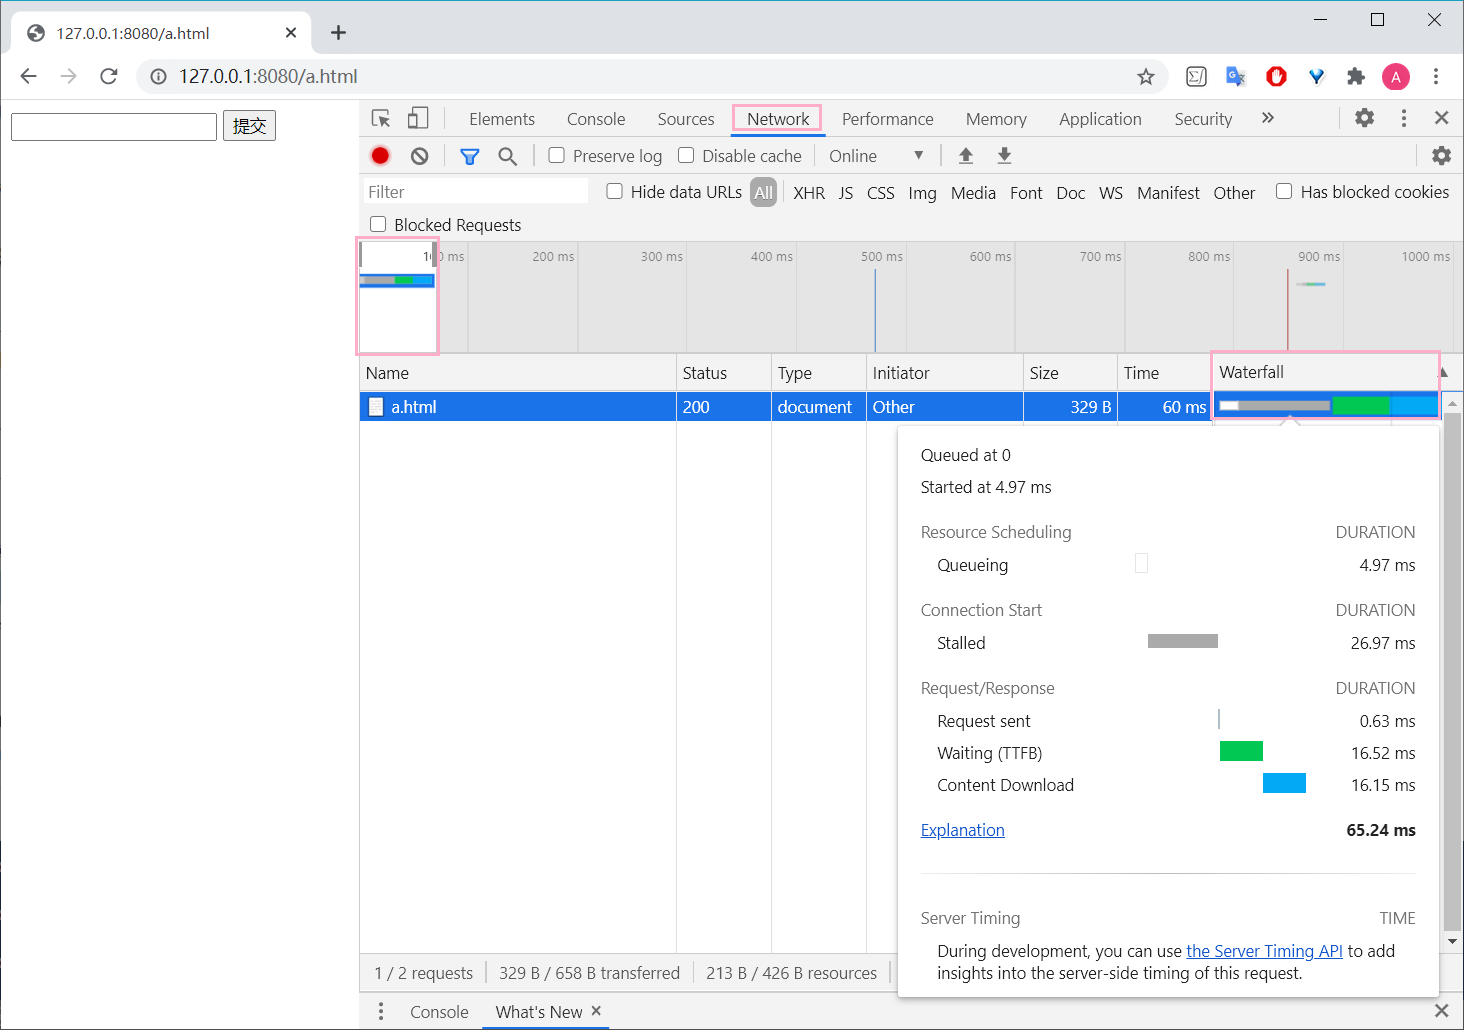 127.0.0.1:8080/a.html
127.0.0.1:8080/a.html
A
提交
Elements Console Sources Network Performance Memory Application Security »
Preserve log Disable cache Online
Filter Hide data URLs All XHR JS CSS Img Media Font Doc WS Manifest Other Has blocked cookies
Blocked Requests
100 ms 200 ms 300 ms 400 ms 500 ms 600 ms 700 ms 800 ms 900 ms 1000 ms
Name Status Type Initiator Size Time Waterfall
a.html 200 document Other 329 B 60 ms
Queued at 0
Started at 4.97 ms
Resource Scheduling DURATION
Queueing 4.97 ms
Connection Start DURATION
Stalled 26.97 ms
Request/Response DURATION
Request sent 0.63 ms
Waiting (TTFB) 16.52 ms
Content Download 16.15 ms
Explanation 65.24 ms
Server Timing TIME
During development, you can use the Server Timing API to add
insights into the server-side timing of this request.
1 / 2 requests 329 B / 658 B transferred 213 B / 426 B resources
Console What's New